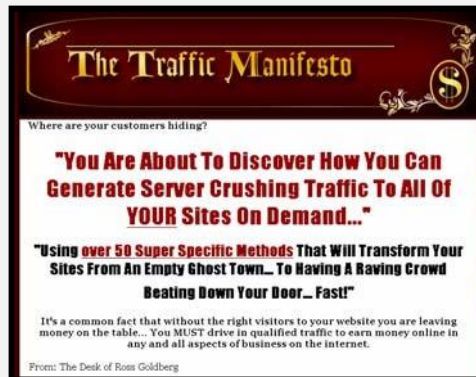 The Traffic Manifesto
$
Where are your customers hiding?
"You Are About To Discover How You Can
Generate Server Crushing Traffic To All Of
YOUR Sites On Demand..."
"Using over 50 Super Specific Methods That Will Transform Your
Sites From An Empty Ghost Town... To Having A Raving Crowd
Beating Down Your Door... Fast!"
It's a common fact that without the right visitors to your website you are leaving
money on the table... You MUST drive in qualified traffic to earn money online in
any and all aspects of business on the internet.
From: The Desk of Ross Goldberg